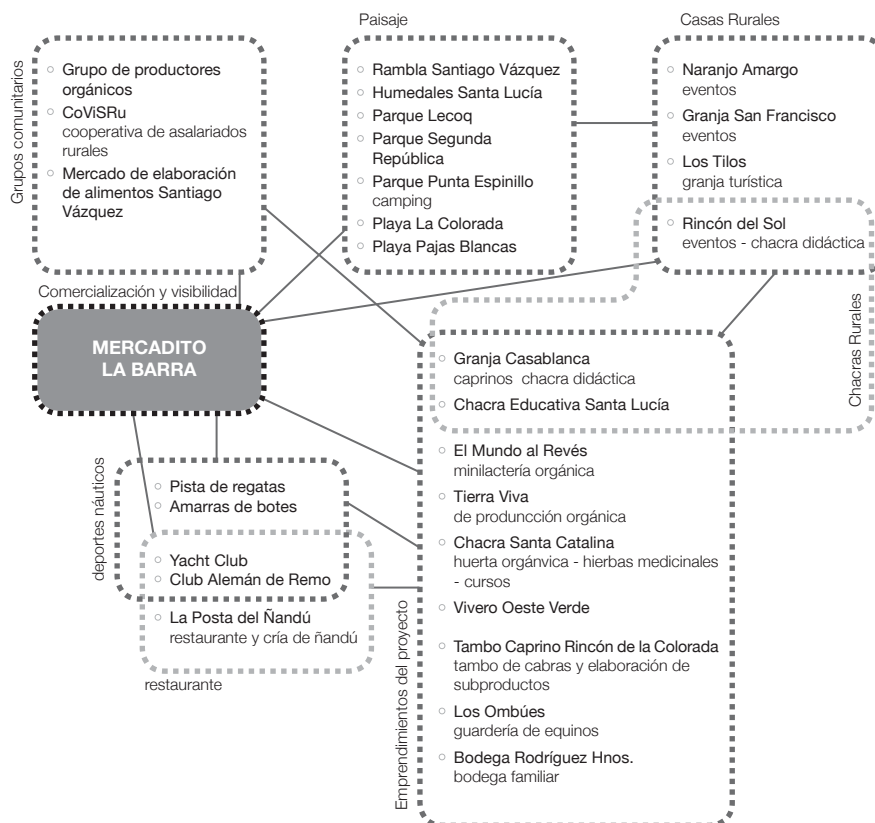 Paisaje
Casas Rurales
Grupos comunitarios
Grupo de productores
orgánicos
CoViSRu
cooperativa de asalariados
rurales
Mercado de elaboración
de alimentos Santiago
Vázquez
Rambla Santiago Vázquez
Humedales Santa Lucía
Parque Lecoq
Parque Segunda
República
Parque Punta Espinillo
camping
Playa La Colorada
Playa Pajas Blancas
Naranjo Amargo
eventos
Granja San Francisco
eventos
Los Tilos
granja turística
Rincón del Sol
eventos - chacra didáctica
Chacras Rurales
Comercialización y visibilidad
MERCADITO
LA BARRA
Granja Casablanca
caprinos chacra didáctica
Chacra Educativa Santa Lucía
El Mundo al Revés
minilactería orgánica
Tierra Viva
de produncción orgánica
Chacra Santa Catalina
huerta orgánvica - hierbas medicinales
- cursos
Vivero Oeste Verde
Tambo Caprino Rincón de la Colorada
tambo de cabras y elaboración de
subproductos
Los Ombúes
guardería de equinos
Bodega Rodríguez Hnos.
bodega familiar
Emprendimientos del proyecto
deportes náuticos
Pista de regatas
Amarras de botes
Yacht Club
Club Alemán de Remo
La Posta del Ñandú
restaurante y cría de ñandú
restaurante